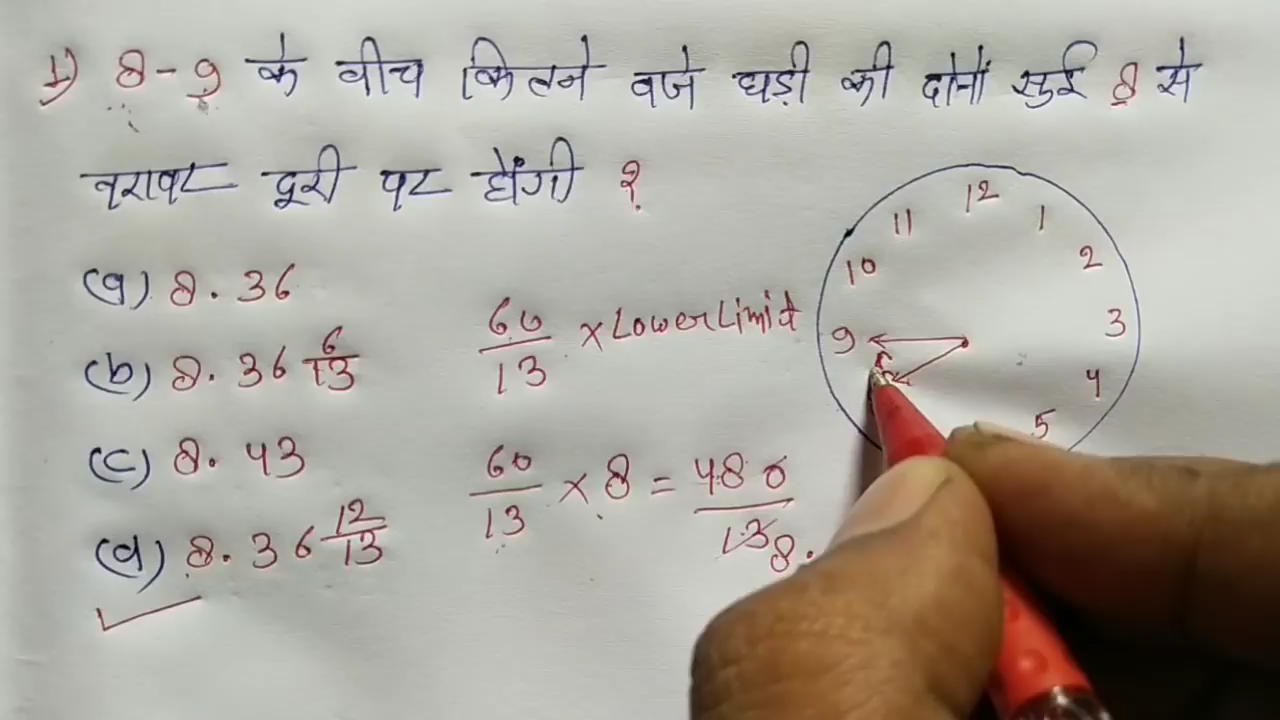 1) 8-9 के बीच कितने बजे घड़ी की दोनों सुई 8 से
बराबर दूरी पर होंगी ?
(a) 8. 36
(b) 8. 36 6/13
(c) 8. 43
(d) 8. 36 12/13
60/13 × Lower Limit
60/13 × 8 = 480/13
8.
12
1
2
3
4
5
9
10
11